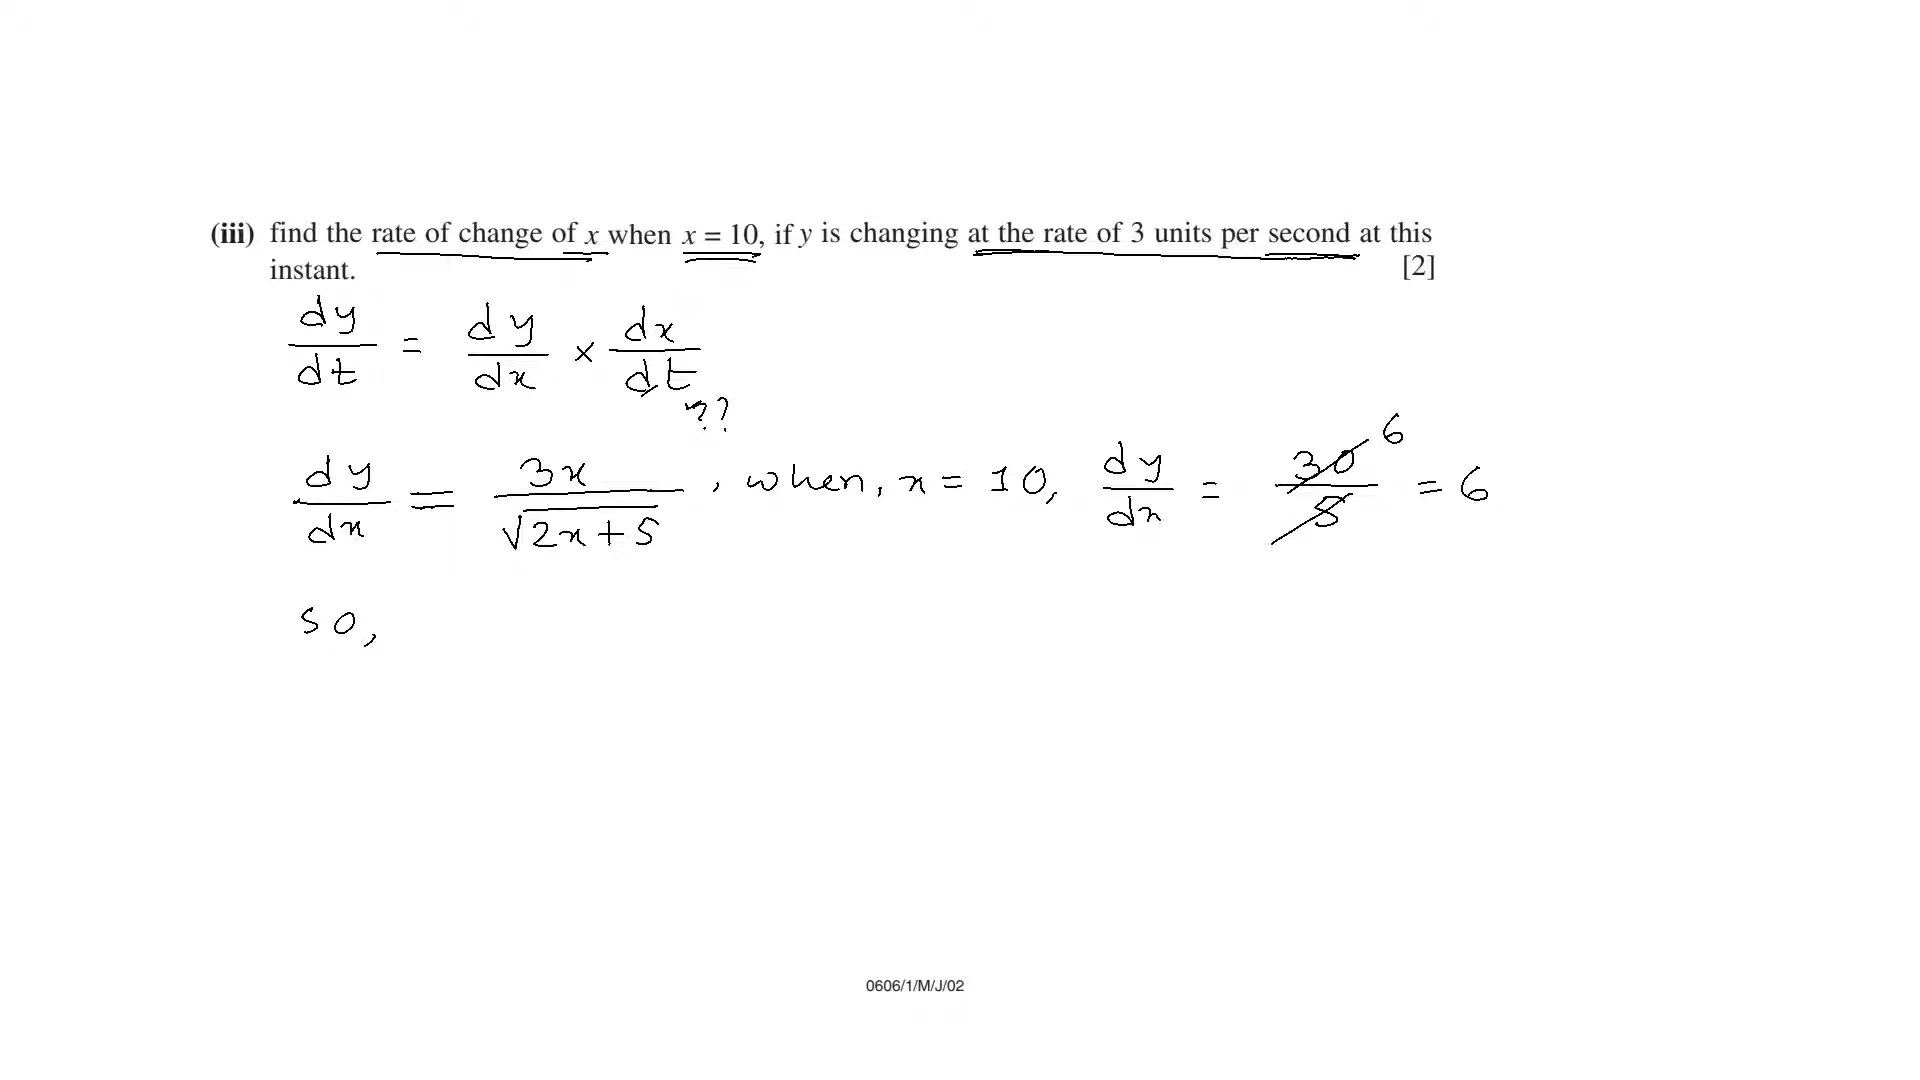 (iii) find the rate of change of x when x = 10, if y is changing at the rate of 3 units per second at this
instant. [2]
dy/dt = dy/dx × dx/dt
??
dy/dx = 3x/√2x+5, when, x = 10, dy/dx = 30/5 6 = 6
so,
0606/1/M/J/02